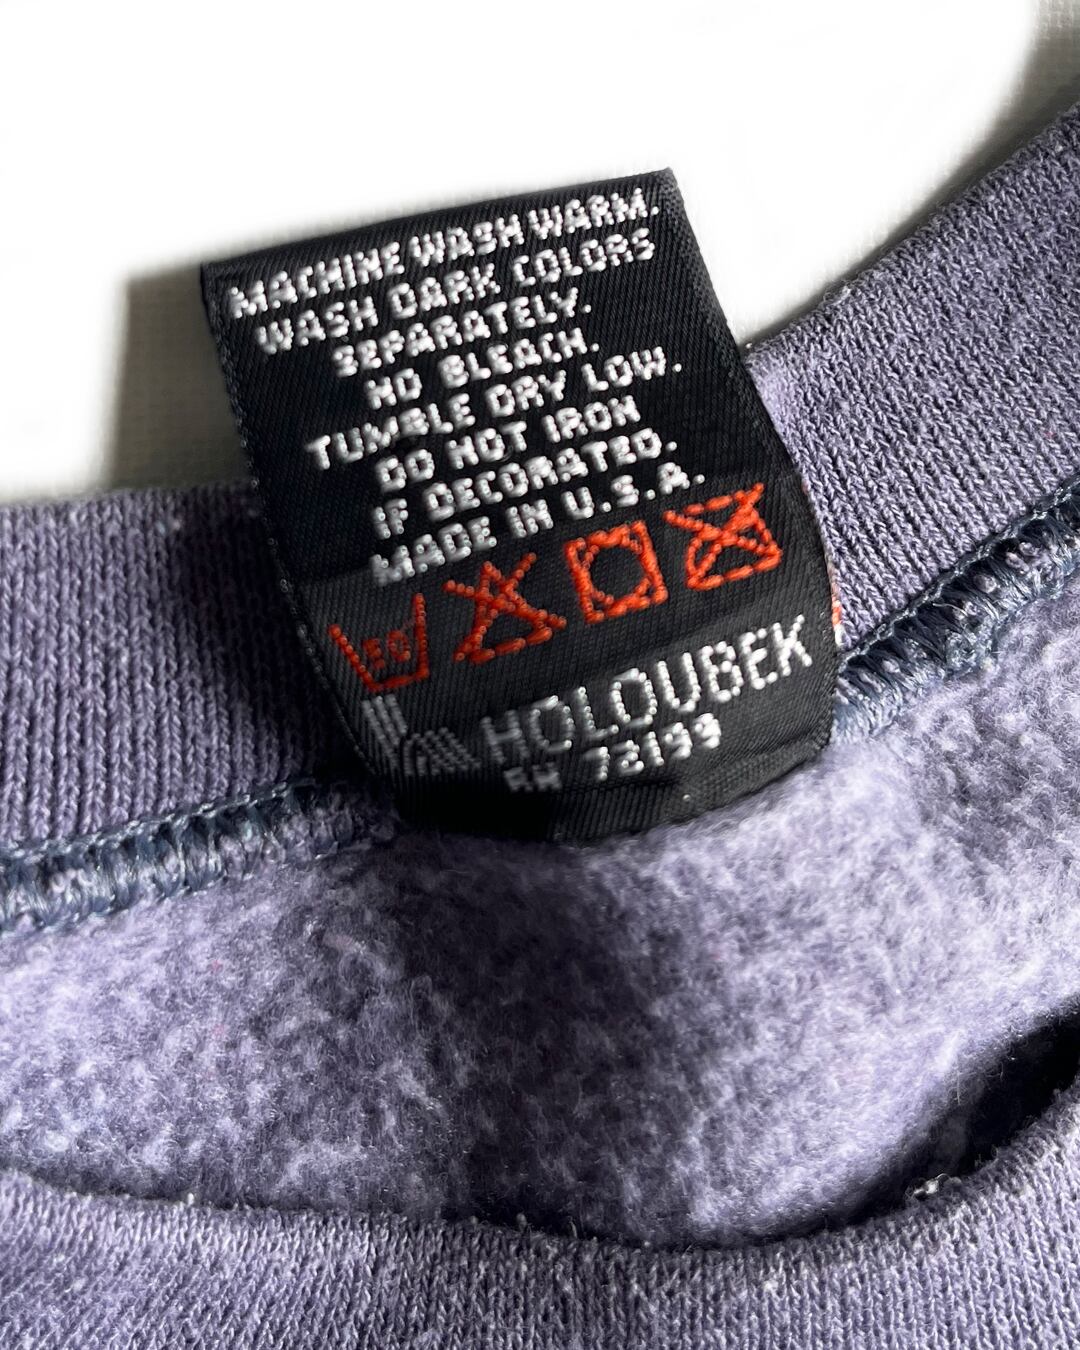 MACHINE WASH WARM.
WASH DARK COLORS
SEPARATELY.
NO BLEACH.
TUMBLE DRY LOW.
DO NOT IRON
IF DECORATED.
MADE IN U.S.A.
50
HOLOUBEK
RN 72199